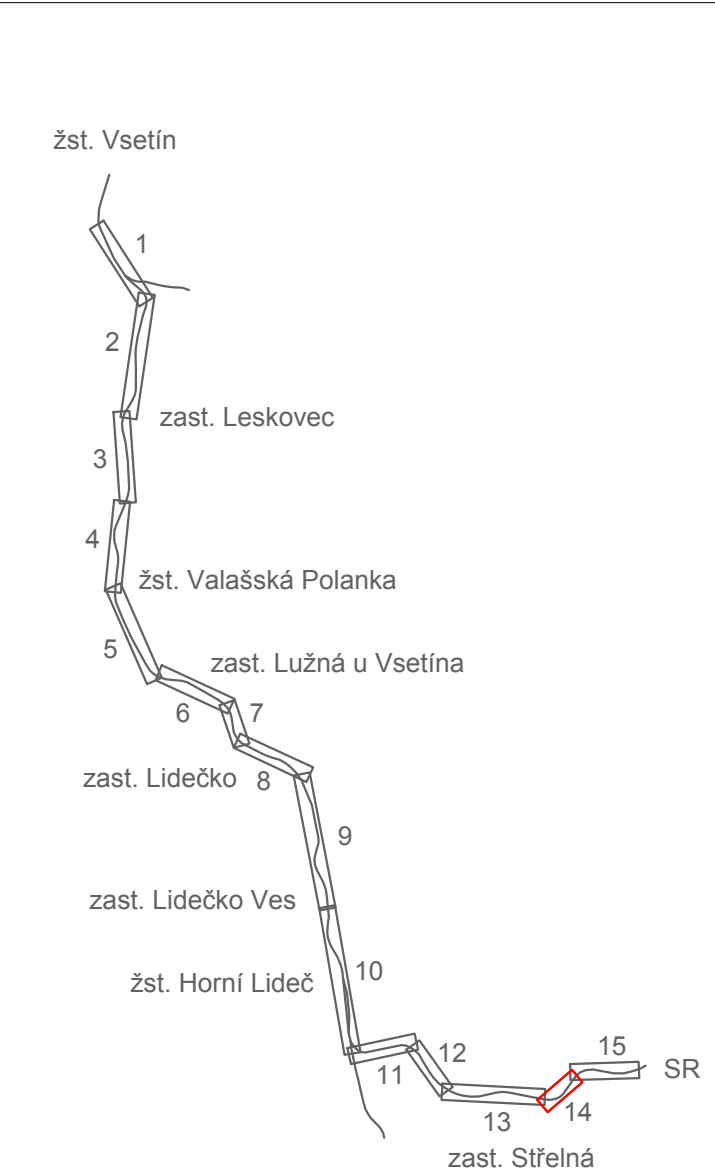 žst. Vsetín
1
2
zast. Leskovec
3
4
žst. Valašská Polanka
5
zast. Lužná u Vsetína
6
7
zast. Lidečko
8
9
zast. Lidečko Ves
10
žst. Horní Lideč
11
12
15
SR
13
14
zast. Střelná